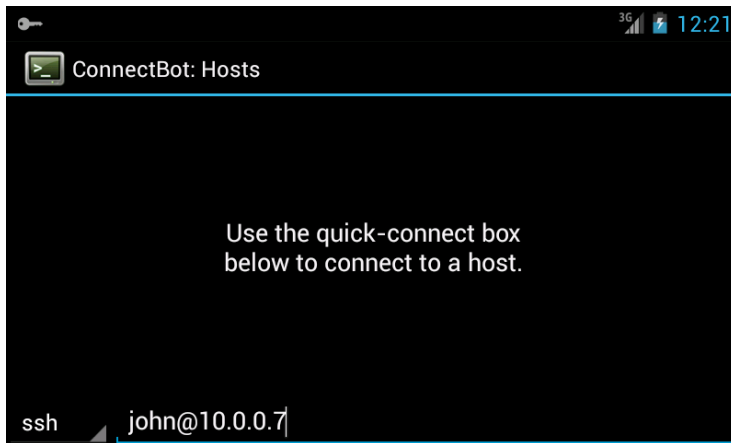 3G 12:21
ConnectBot: Hosts
Use the quick-connect box
below to connect to a host.
ssh john@10.0.0.7